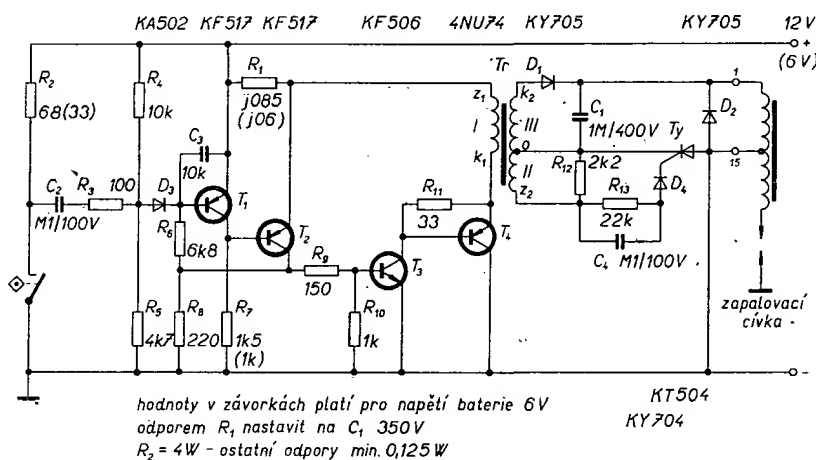 KA502 KF517 KF517 KF506 4NU74 KY705 KY705 12V +
(6V)
R2
68(33)
R4
10k
R1
j085
(j06)
C3
10k
Tr
D1
z1
I
k1
k2
III
0
II
z2
C1
1M/400V
1
D2
Ty
15
C2
M1/100V
R3
100
D3
T1
R6
6k8
T2
R9
150
R11
33
T3
T4
R12
2k2
R13
22k
D4
C4 M1/100V
R5
4k7
R8
220
R7
1k5
(1k)
R10
1k
zapalovací
cívka
-
KT504
KY704
hodnoty v závorkách platí pro napětí baterie 6V
odporem R1 nastavit na C1 350V
R2 = 4W - ostatní odpory min. 0,125W